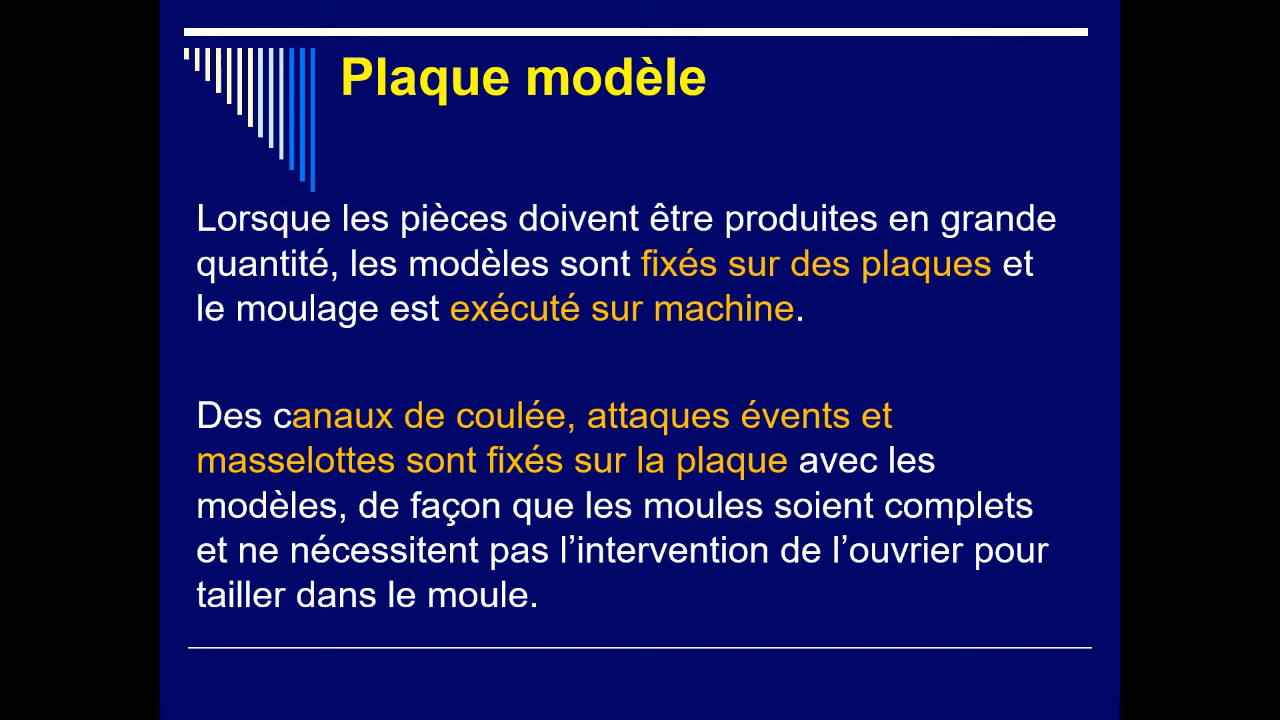 Plaque modèle
Lorsque les pièces doivent être produites en grande
quantité, les modèles sont fixés sur des plaques et
le moulage est exécuté sur machine.
Des canaux de coulée, attaques évents et
masselottes sont fixés sur la plaque avec les
modèles, de façon que les moules soient complets
et ne nécessitent pas l’intervention de l’ouvrier pour
tailler dans le moule.